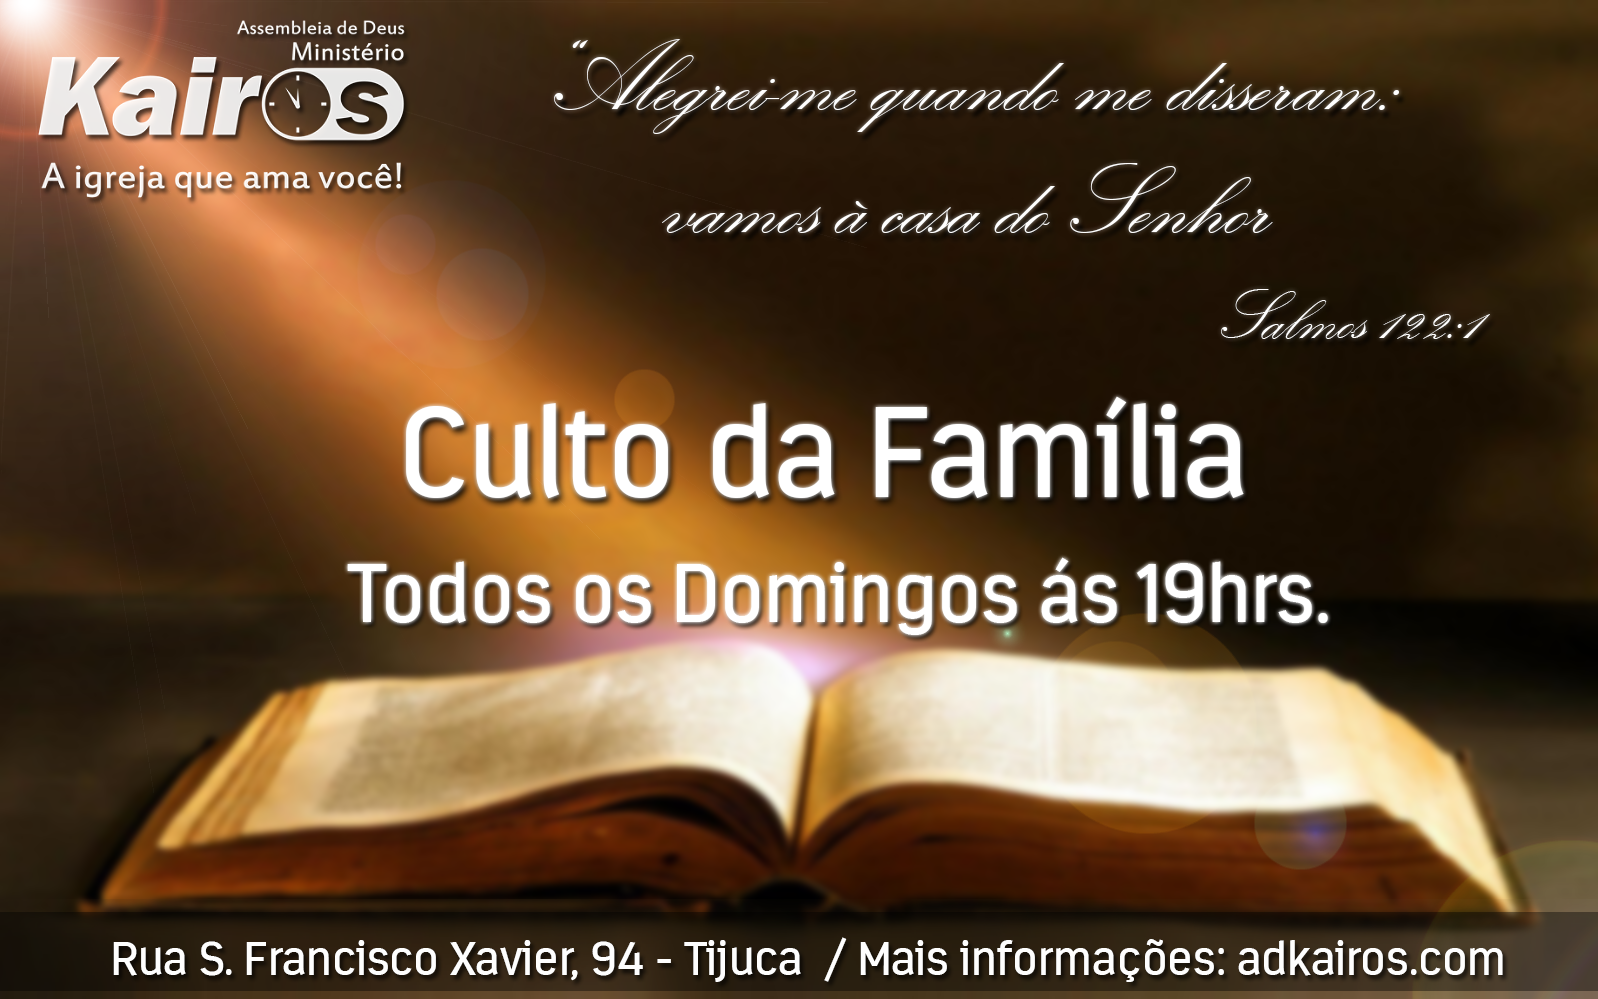 Assembleia de Deus
Ministério
Kairos
A igreja que ama você!
“Alegrei-me quando me disseram:
vamos à casa do Senhor
Salmos 122:1
Culto da Família
Todos os Domingos ás 19hrs.
Rua S. Francisco Xavier, 94 - Tijuca / Mais informações: adkairos.com